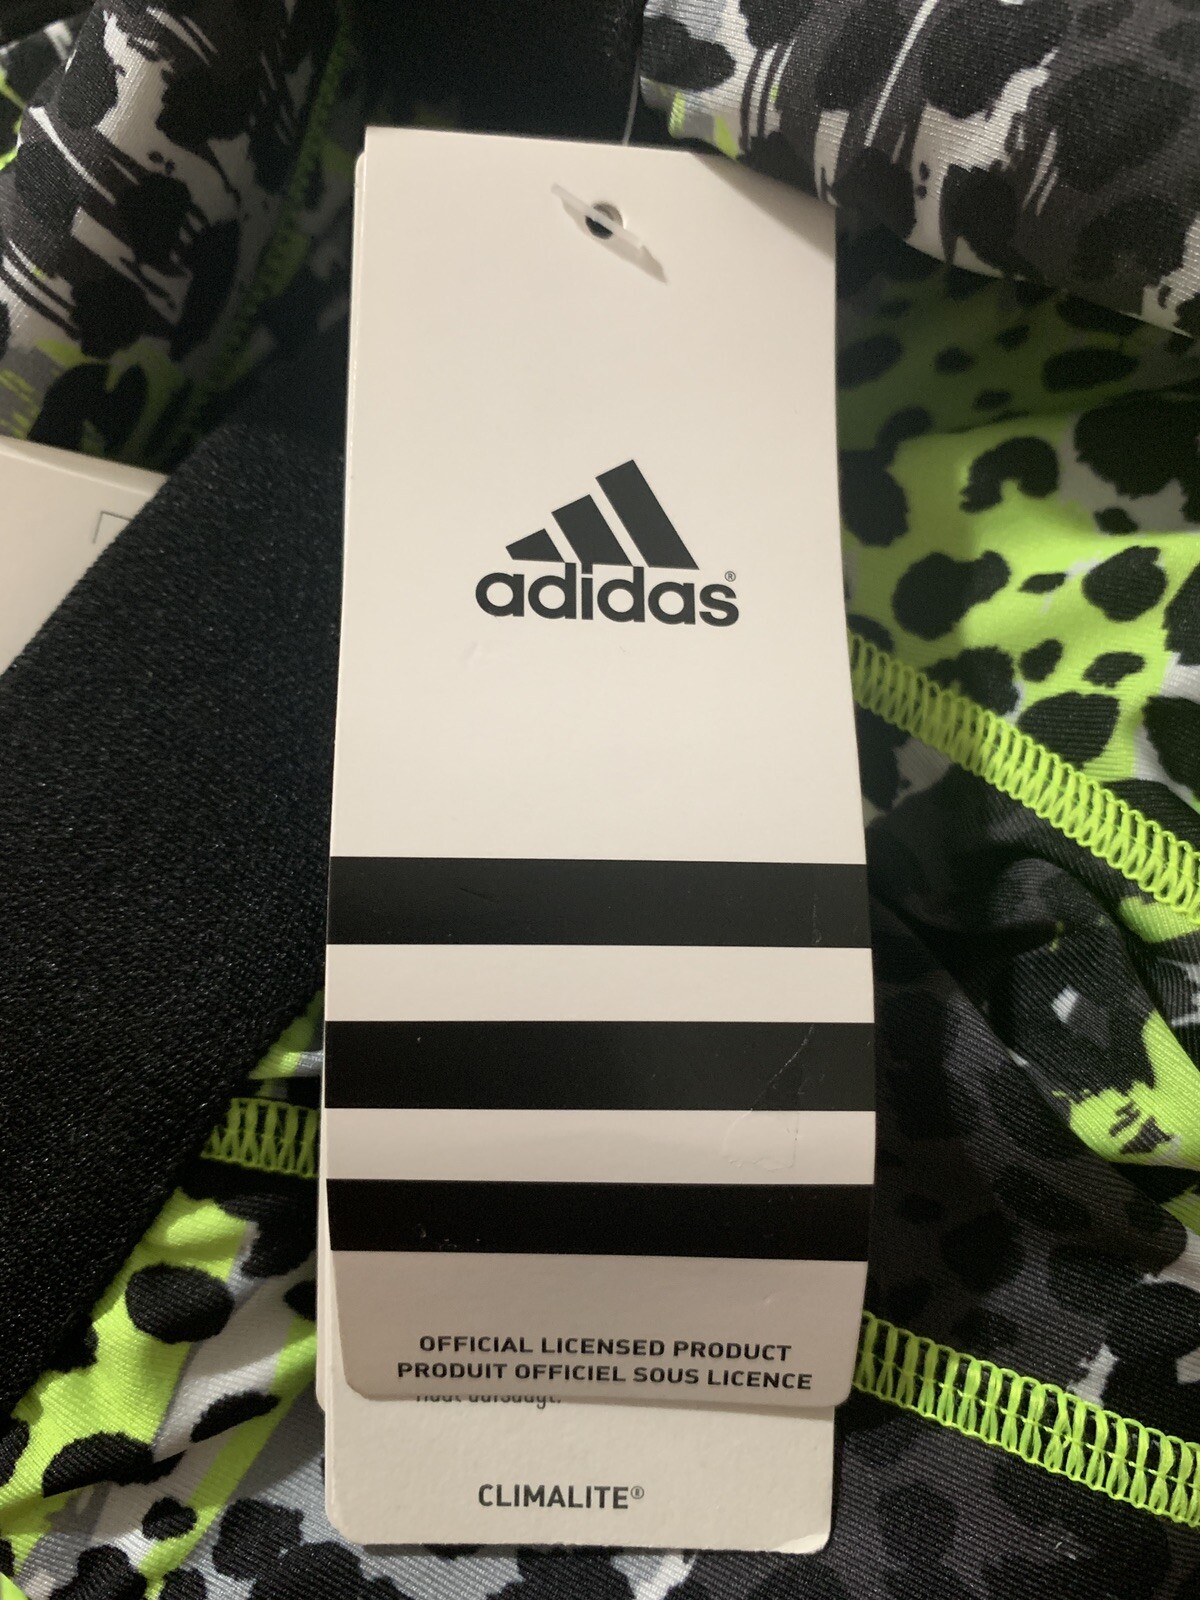 adidas®
OFFICIAL LICENSED PRODUCT
PRODUIT OFFICIEL SOUS LICENCE
CLIMALITE®